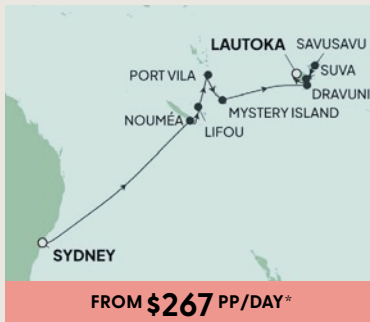 SAVUSAVU
LAUTOKA
SUVA
PORT VILA
DRAVUNI
MYSTERY ISLAND
NOUMÉA
LIFOU
SYDNEY
FROM $267 PP/DAY*